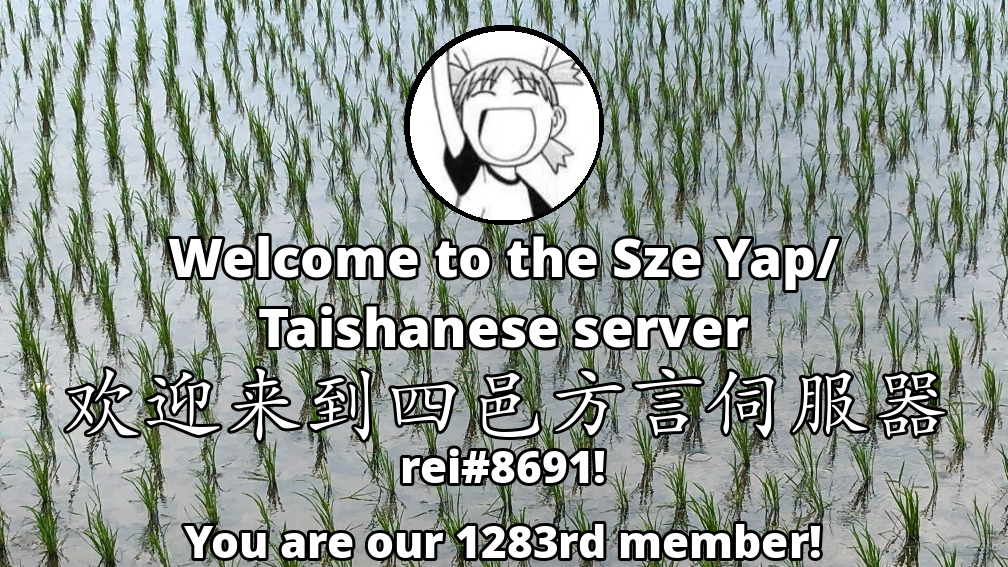 Welcome to the Sze Yap/
Taishanese server
欢迎来到四邑方言伺服器
rei#8691!
You are our 1283rd member!